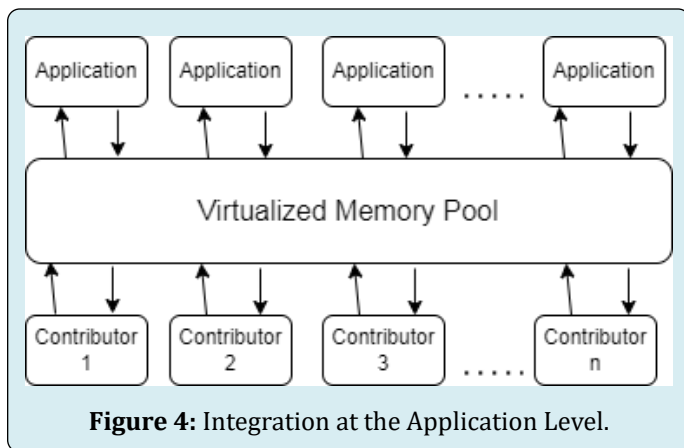 Application Application Application ..... Application
Virtualized Memory Pool
Contributor Contributor Contributor Contributor
1 2 3 ..... n
Figure 4: Integration at the Application Level.